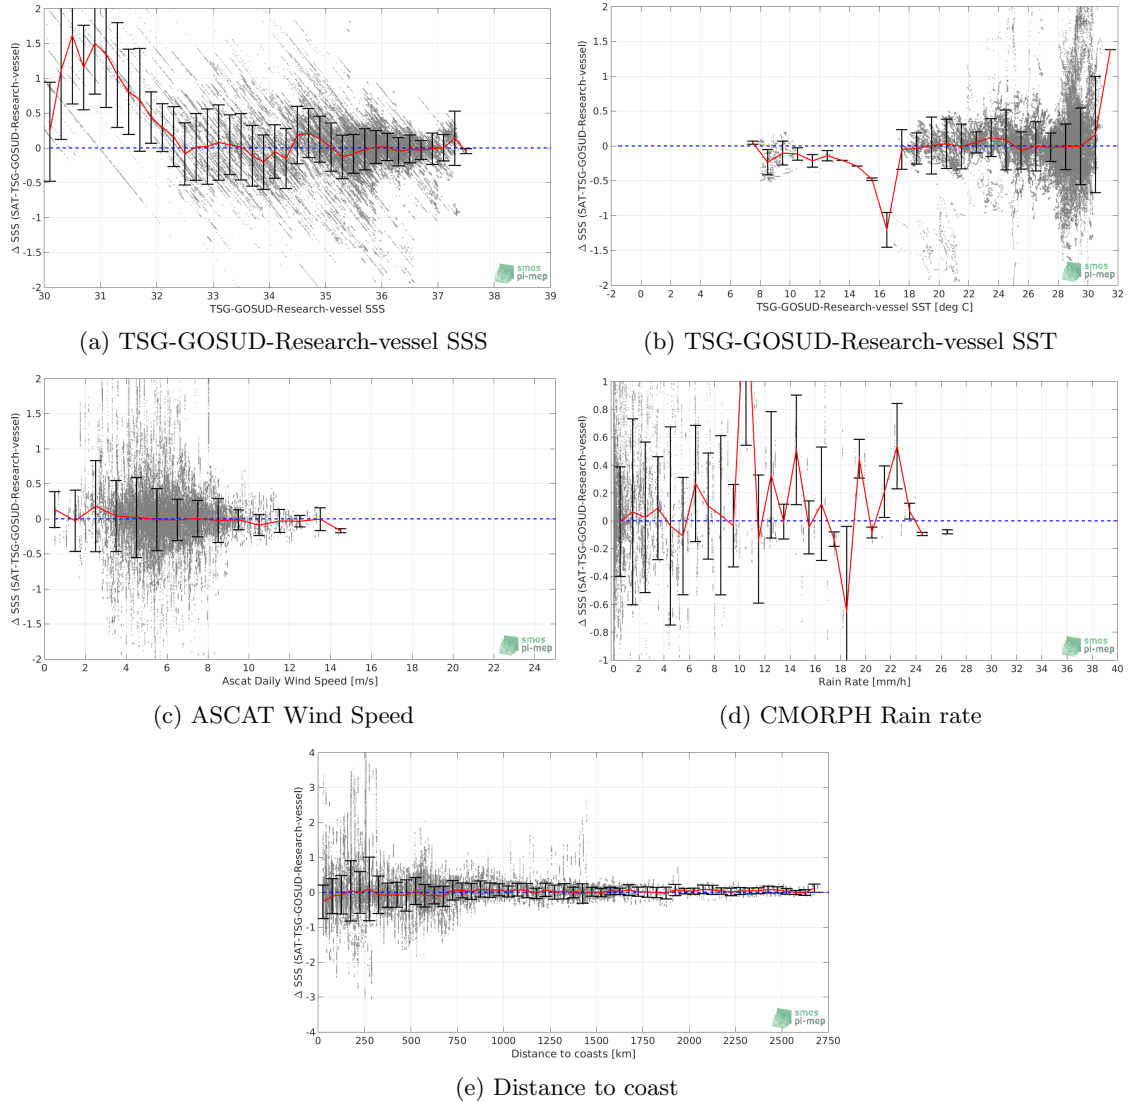 2
1.5
1
0.5
0
-0.5
-1
-1.5
-2
Δ SSS (SAT-TSG-GOSUD-Research-vessel)
30 31 32 33 34 35 36 37 38 39
TSG-GOSUD-Research-vessel SSS
smos
pi-mep
(a) TSG-GOSUD-Research-vessel SSS
2
1.5
1
0.5
0
-0.5
-1
-1.5
-2
Δ SSS (SAT-TSG-GOSUD-Research-vessel)
-2 0 2 4 6 8 10 12 14 16 18 20 22 24 26 28 30 32
TSG-GOSUD-Research-vessel SST [deg C]
smos
pi-mep
(b) TSG-GOSUD-Research-vessel SST
2
1.5
1
0.5
0
-0.5
-1
-1.5
-2
Δ SSS (SAT-TSG-GOSUD-Research-vessel)
0 2 4 6 8 10 12 14 16 18 20 22 24
Ascat Daily Wind Speed [m/s]
smos
pi-mep
(c) ASCAT Wind Speed
1
0.8
0.6
0.4
0.2
0
-0.2
-0.4
-0.6
-0.8
-1
Δ SSS (SAT-TSG-GOSUD-Research-vessel)
0 2 4 6 8 10 12 14 16 18 20 22 24 26 28 30 32 34 36 38 40
Rain Rate [mm/h]
smos
pi-mep
(d) CMORPH Rain rate
4
3
2
1
0
-1
-2
-3
-4
Δ SSS (SAT-TSG-GOSUD-Research-vessel)
0 250 500 750 1000 1250 1500 1750 2000 2250 2500 2750
Distance to coasts [km]
smos
pi-mep
(e) Distance to coast